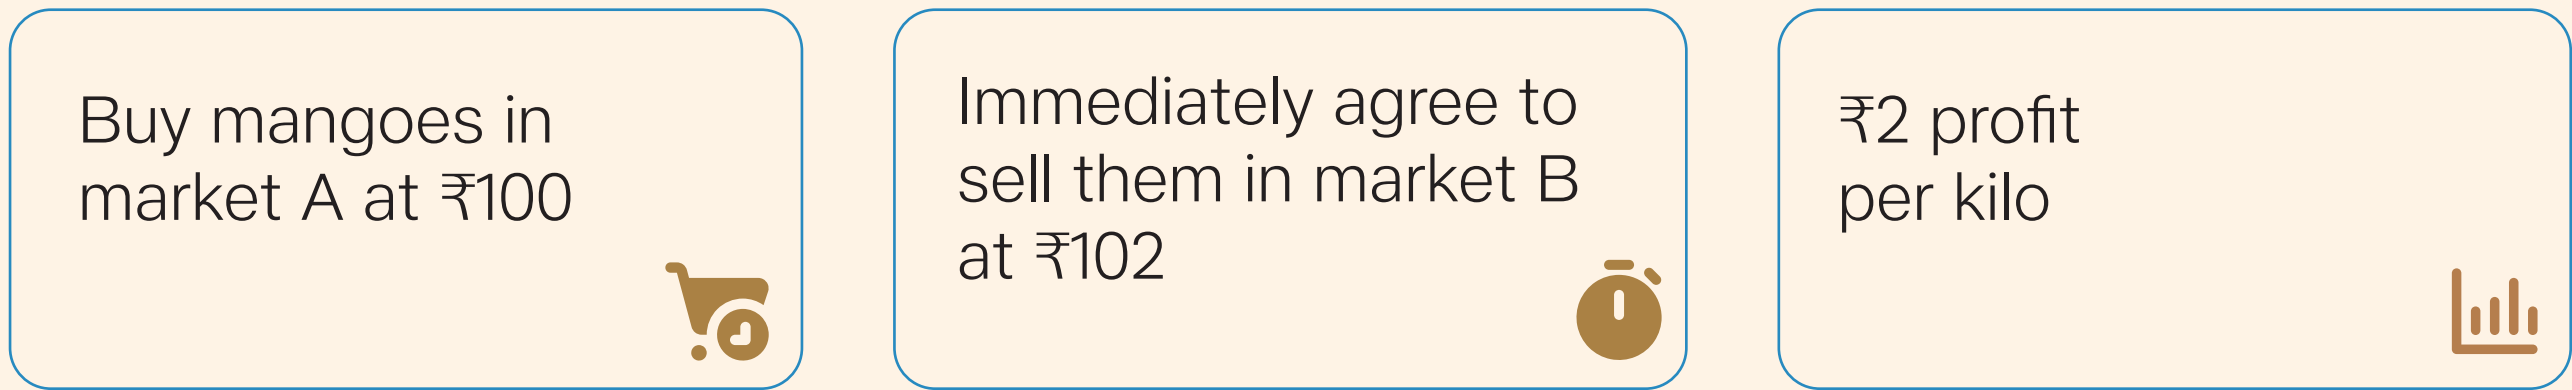 Buy mangoes in
market A at ₹100
Immediately agree to
sell them in market B
at ₹102
₹2 profit
per kilo